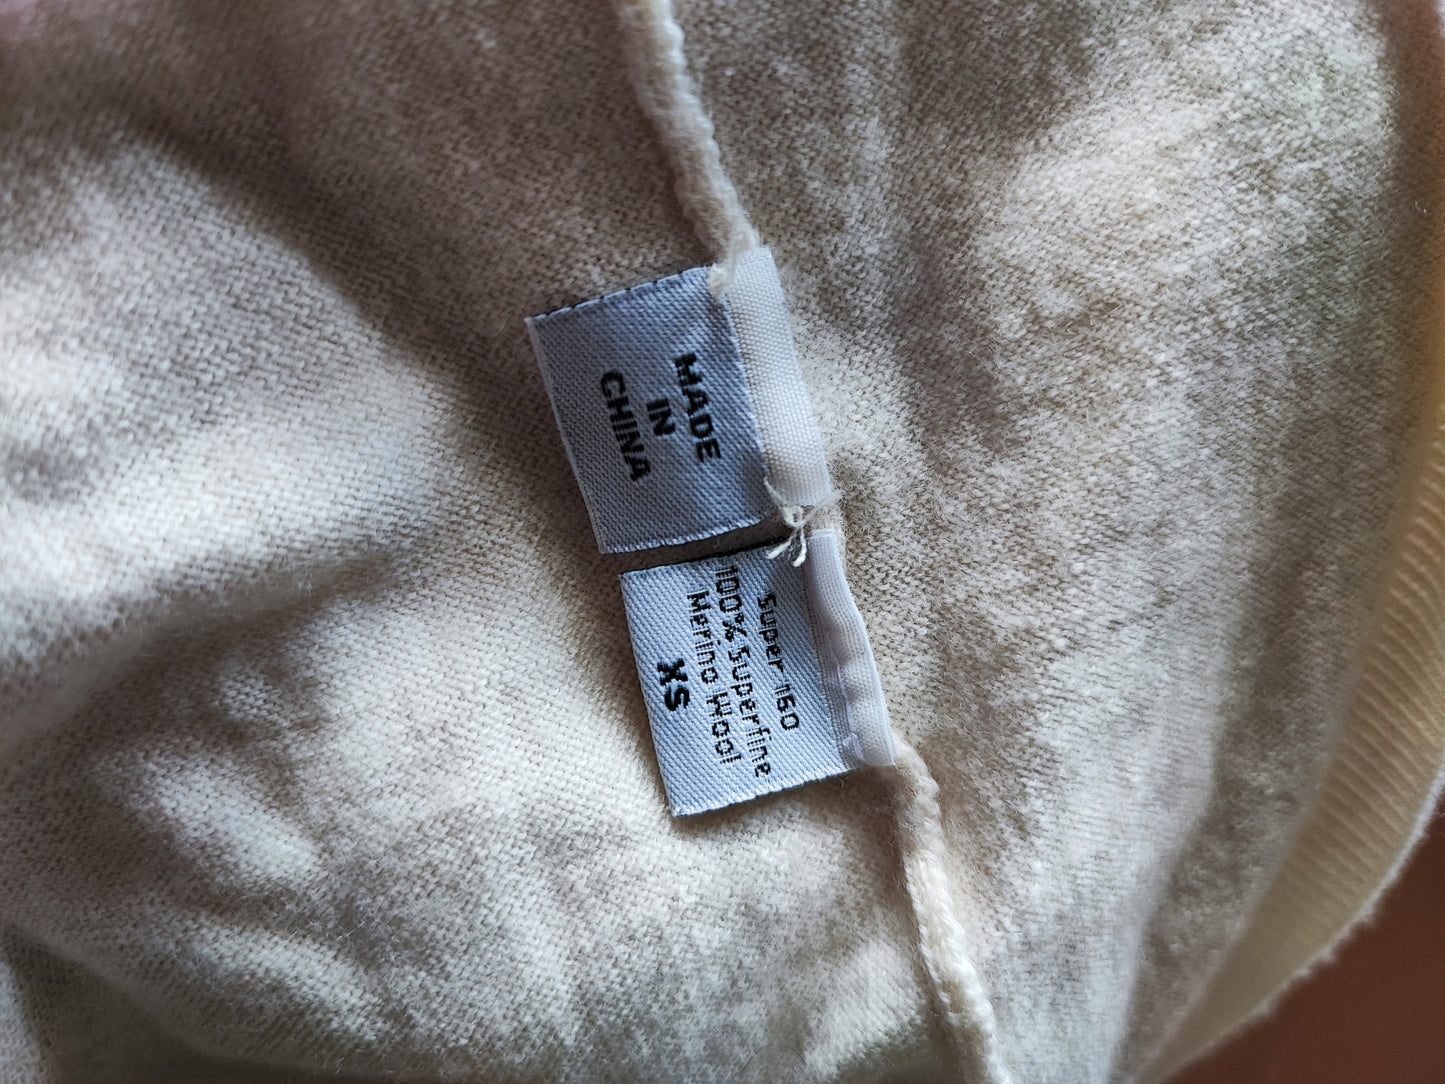 MADE
IN
CHINA
Super 160
100% Superfine
Merino Wool
XS